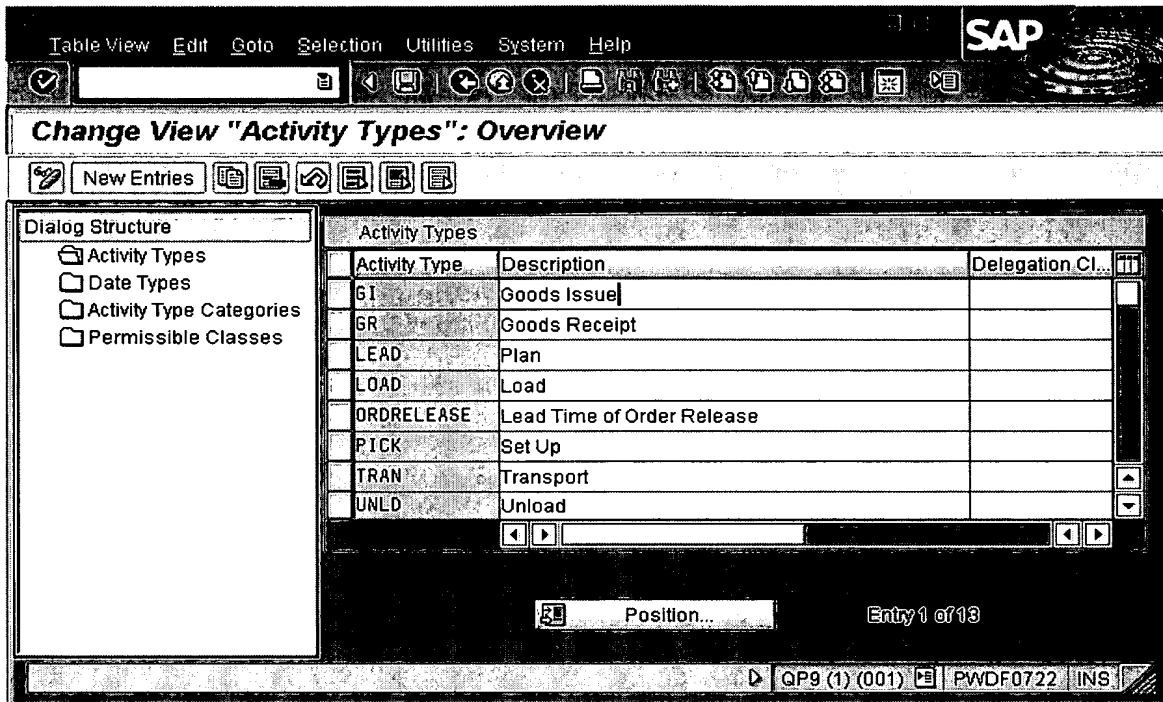 Table View Edit Goto Selection Utilities System Help
SAP
Change View "Activity Types": Overview
New Entries
Dialog Structure
Activity Types
Date Types
Activity Type Categories
Permissible Classes
Activity Types
Activity Type Description Delegation Cl...
GI Goods Issue
GR Goods Receipt
LEAD Plan
LOAD Load
ORDRELEASE Lead Time of Order Release
PICK Set Up
TRAN Transport
UNLD Unload
Position... Entry 1 of 13
QP9 (1) (001) PWDF0722 INS